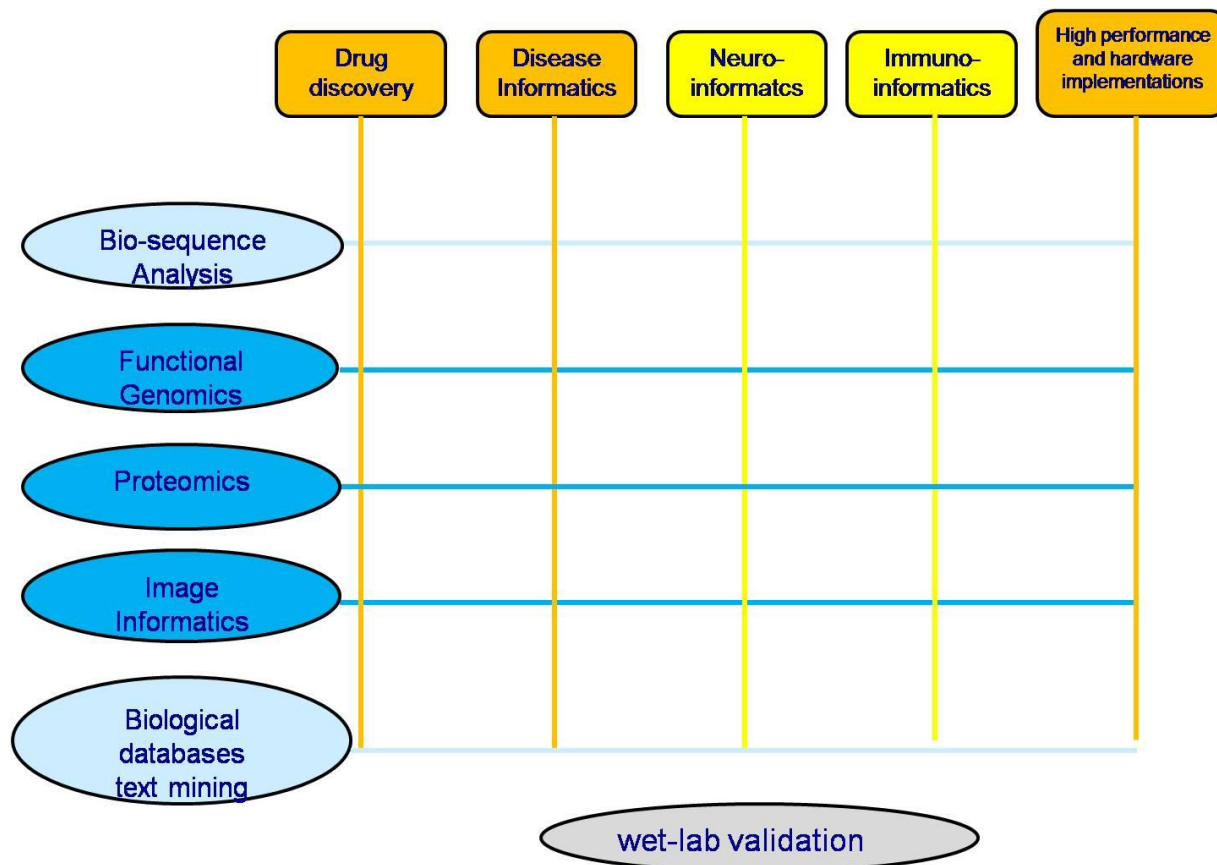 Drug
discovery
Disease
Informatics
Neuro-
informatcs
Immuno-
informatics
High performance
and hardware
implementations
Bio-sequence
Analysis
Functional
Genomics
Proteomics
Image
Informatics
Biological
databases
text mining
wet-lab validation